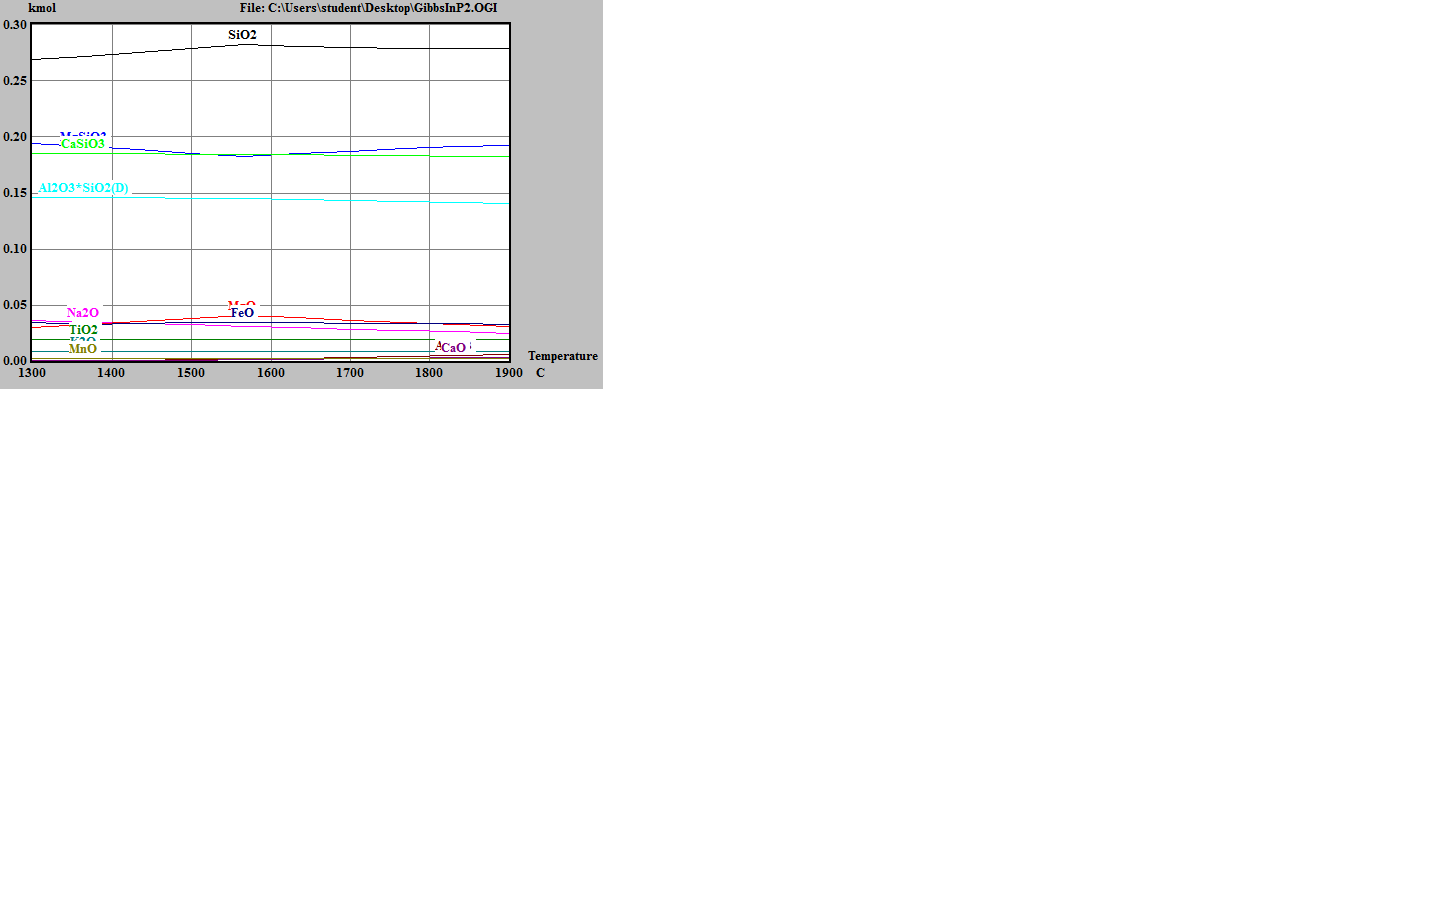 kmol File: C:\Users\student\Desktop\GibbsInP2.OGI
0.30
SiO2
0.25
0.20
CaSiO3
Al2O3*SiO2(D)
0.15
0.10
0.05
Na2O
FeO
TiO2
MnO
CaO
0.00
Temperature
1300 1400 1500 1600 1700 1800 1900 C